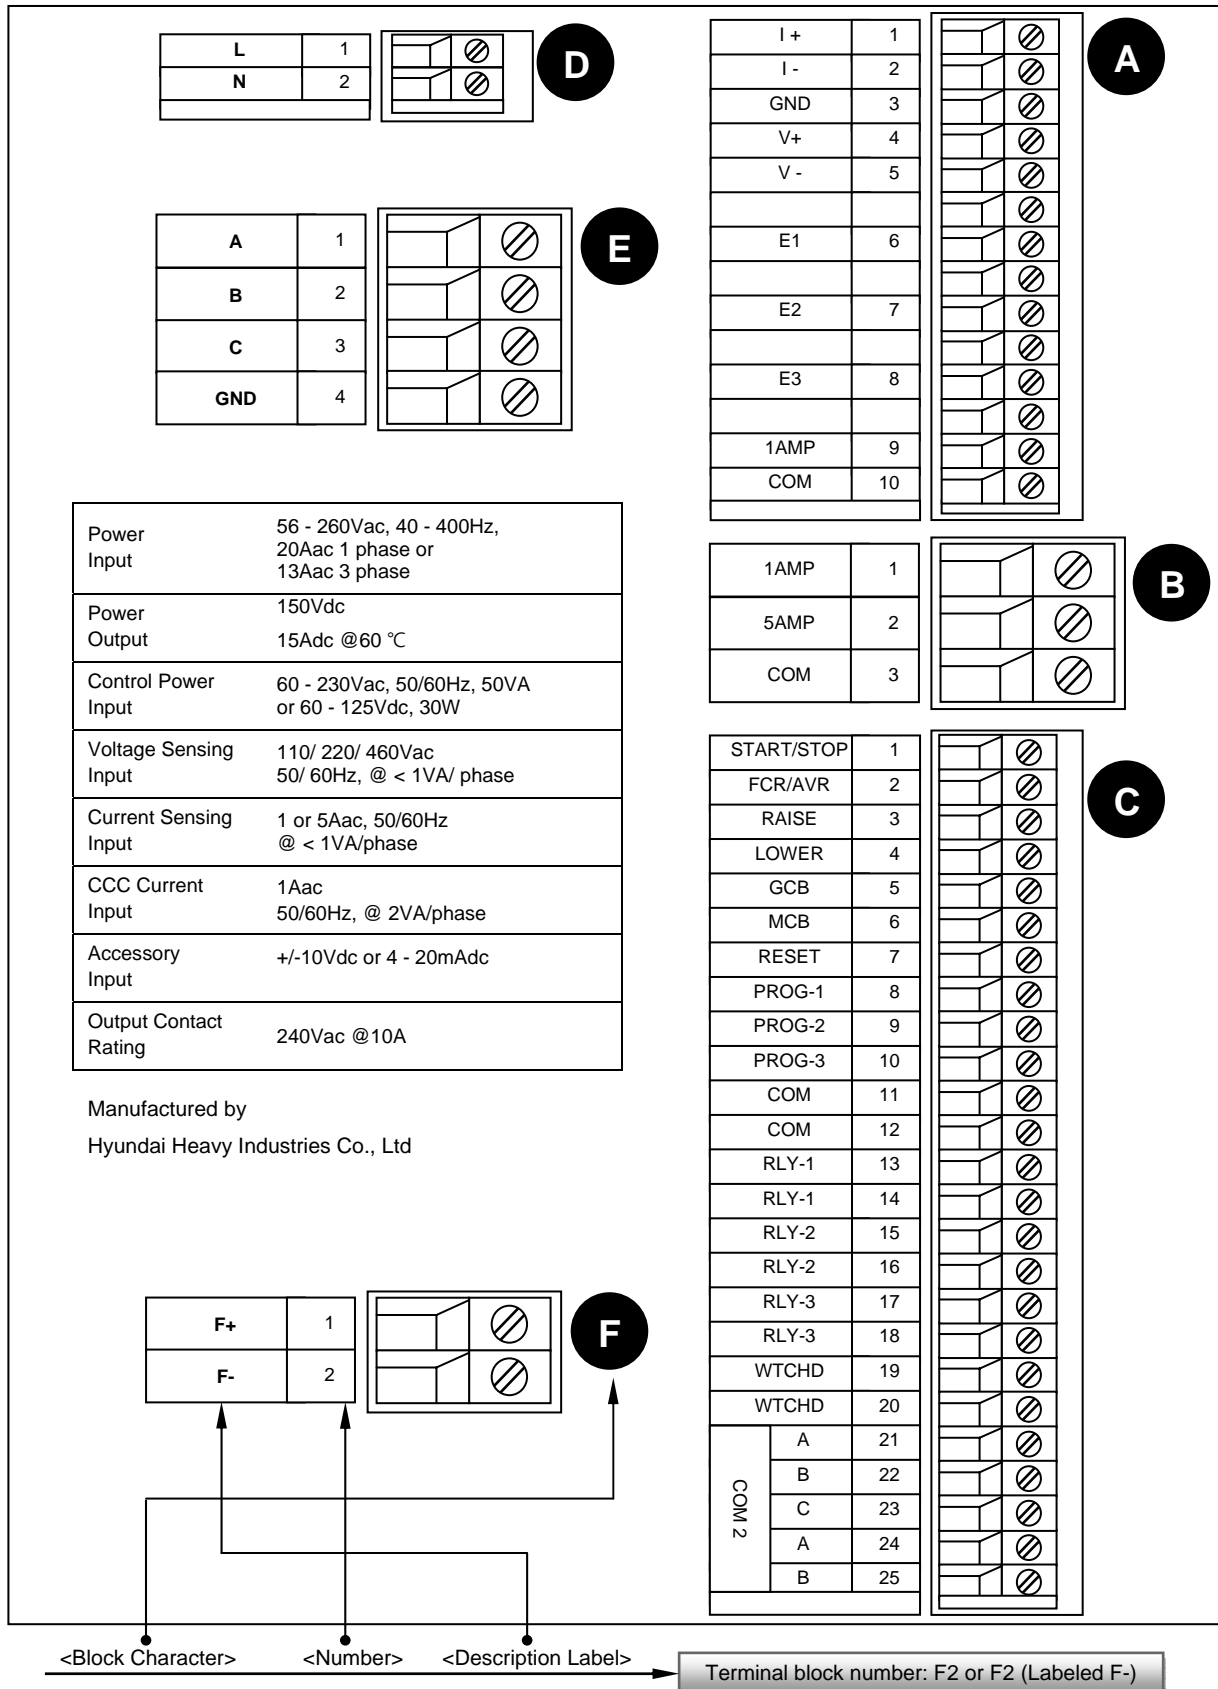 L 1
N 2
D
A 1
B 2
C 3
GND 4
E
Power Input
56 - 260Vac, 40 - 400Hz,
20Aac 1 phase or
13Aac 3 phase
Power Output
150Vdc
15Adc @60 ℃
Control Power Input
60 - 230Vac, 50/60Hz, 50VA
or 60 - 125Vdc, 30W
Voltage Sensing Input
110/ 220/ 460Vac
50/ 60Hz, @ < 1VA/ phase
Current Sensing Input
1 or 5Aac, 50/60Hz
@ < 1VA/phase
CCC Current Input
1Aac
50/60Hz, @ 2VA/phase
Accessory Input
+/-10Vdc or 4 - 20mAdc
Output Contact Rating
240Vac @10A
Manufactured by
Hyundai Heavy Industries Co., Ltd
F+ 1
F- 2
F
I + 1
I - 2
GND 3
V+ 4
V - 5
E1 6
E2 7
E3 8
1AMP 9
COM 10
A
1AMP 1
5AMP 2
COM 3
B
START/STOP 1
FCR/AVR 2
RAISE 3
LOWER 4
GCB 5
MCB 6
RESET 7
PROG-1 8
PROG-2 9
PROG-3 10
COM 11
COM 12
RLY-1 13
RLY-1 14
RLY-2 15
RLY-2 16
RLY-3 17
RLY-3 18
WTCHD 19
WTCHD 20
COM 2
A 21
B 22
C 23
A 24
B 25
C
<Block Character> <Number> <Description Label>
Terminal block number: F2 or F2 (Labeled F-)